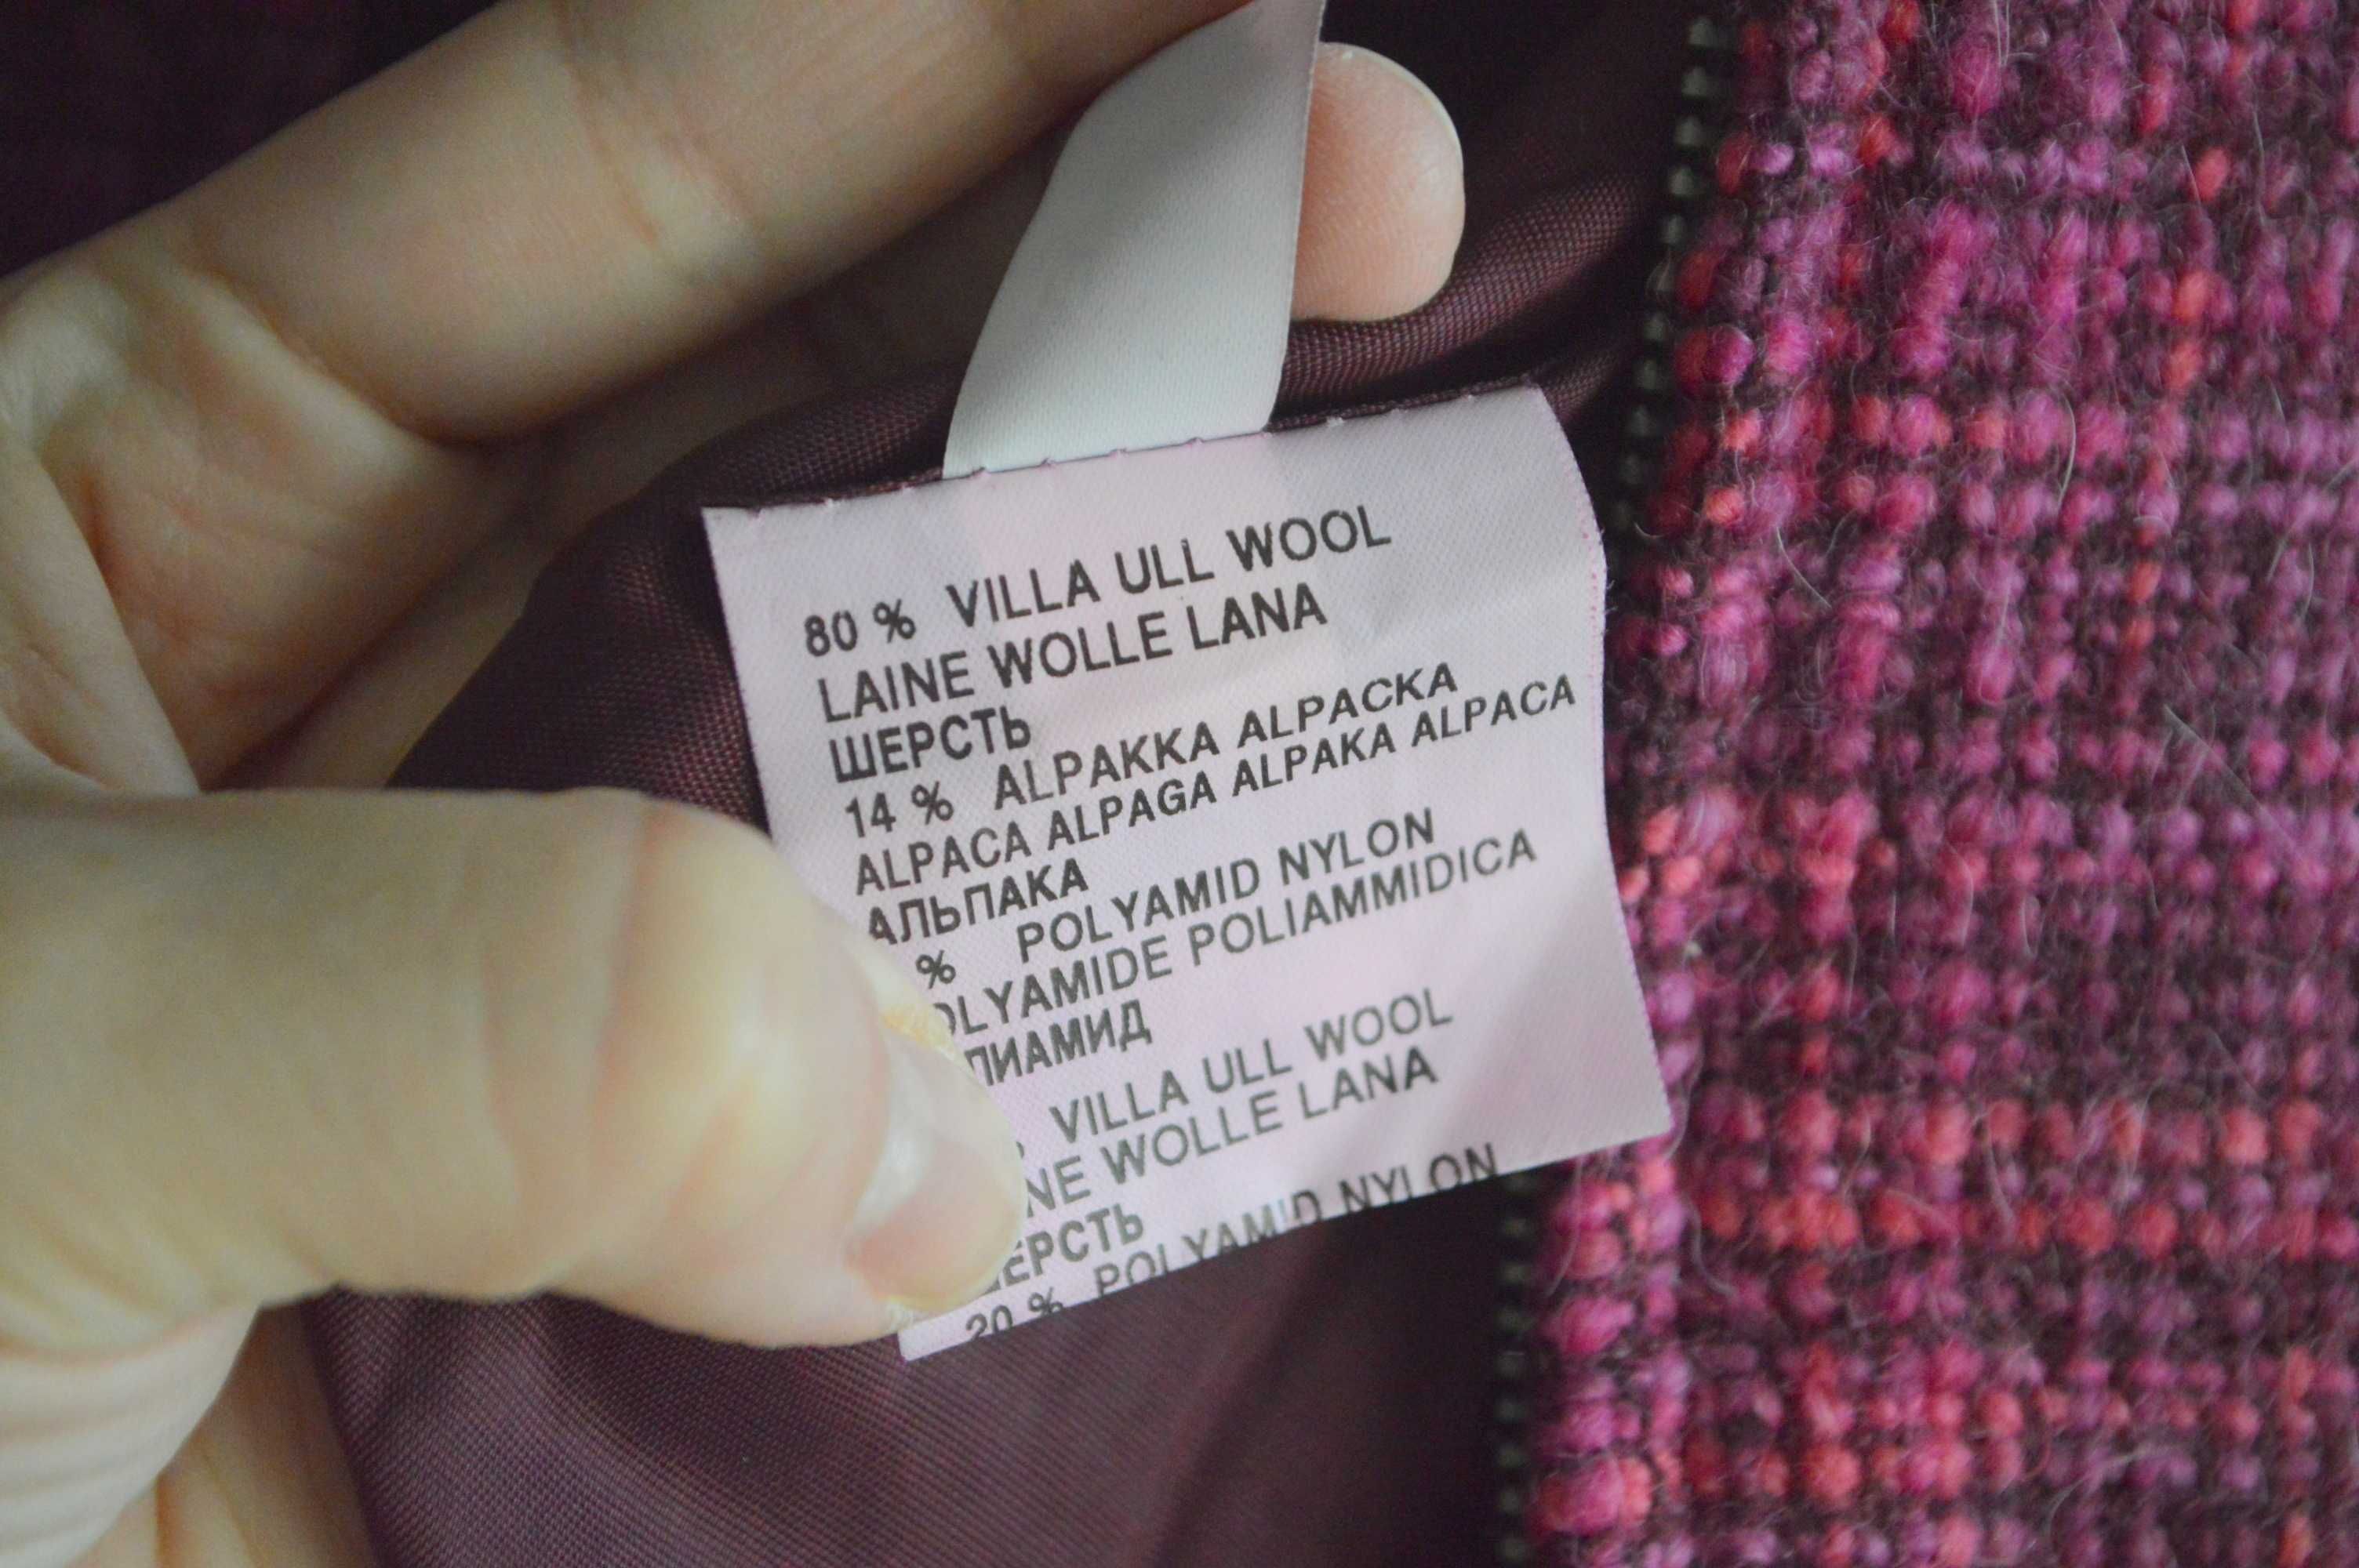 80 % VILLA ULL WOOL
LAINE WOLLE LANA
ШЕРСТЬ
14 % ALPAKKA ALPACKA
ALPACA ALPAGA ALPAKA ALPACA
АЛЬПАКА
% POLYAMID NYLON
OLYAMIDE POLIAMMIDICA
ПИАМИД
VILLA ULL WOOL
NE WOLLE LANA
ЕРСТЬ
20 % POLYAMID NYLON